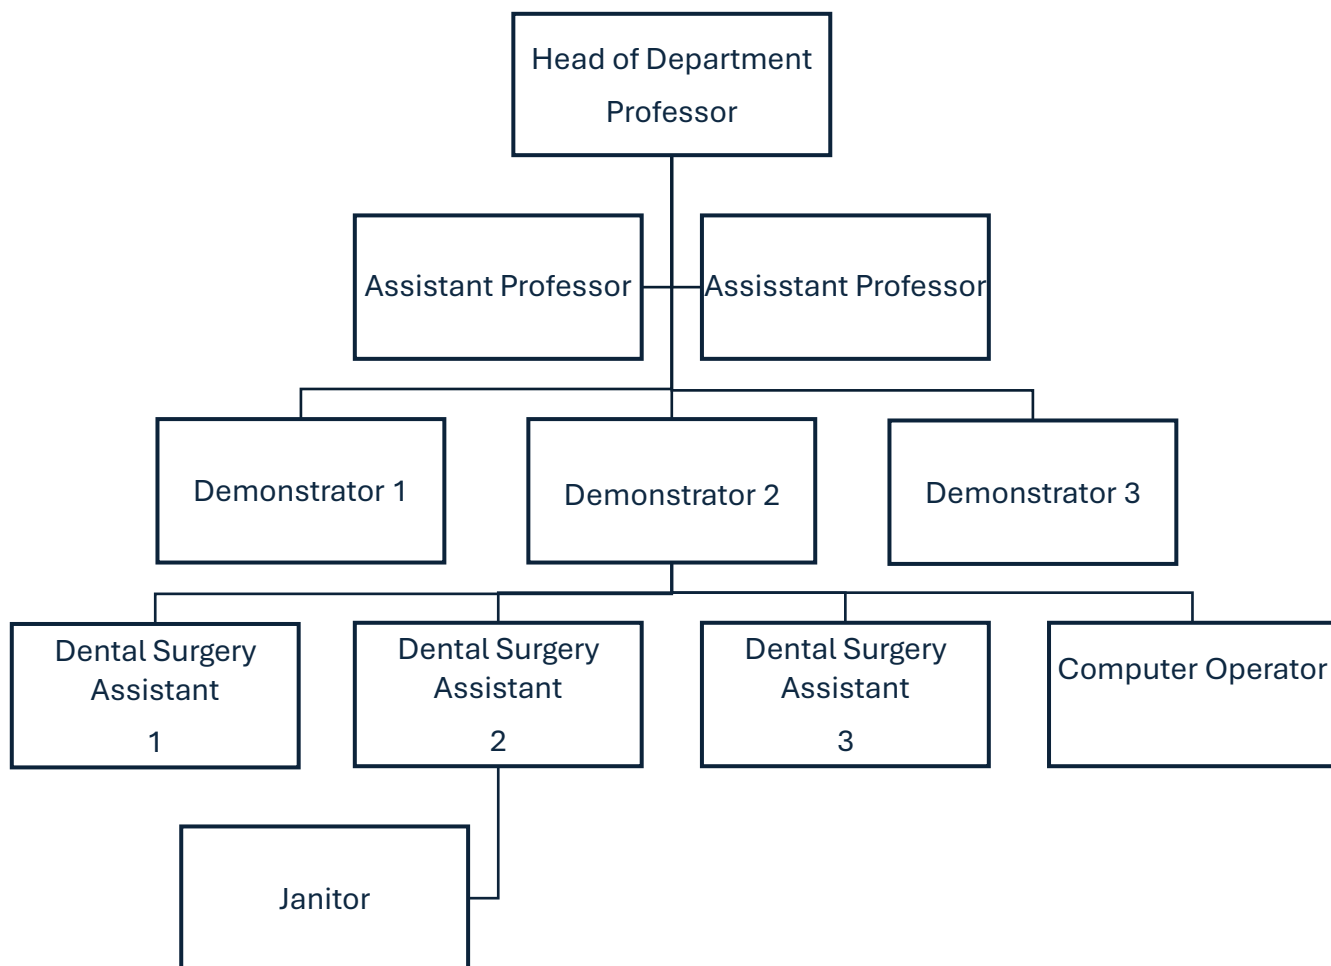 Head of Department
Professor
Assistant Professor
Assisstant Professor
Demonstrator 1
Demonstrator 2
Demonstrator 3
Dental Surgery
Assistant
1
Dental Surgery
Assistant
2
Dental Surgery
Assistant
3
Computer Operator
Janitor